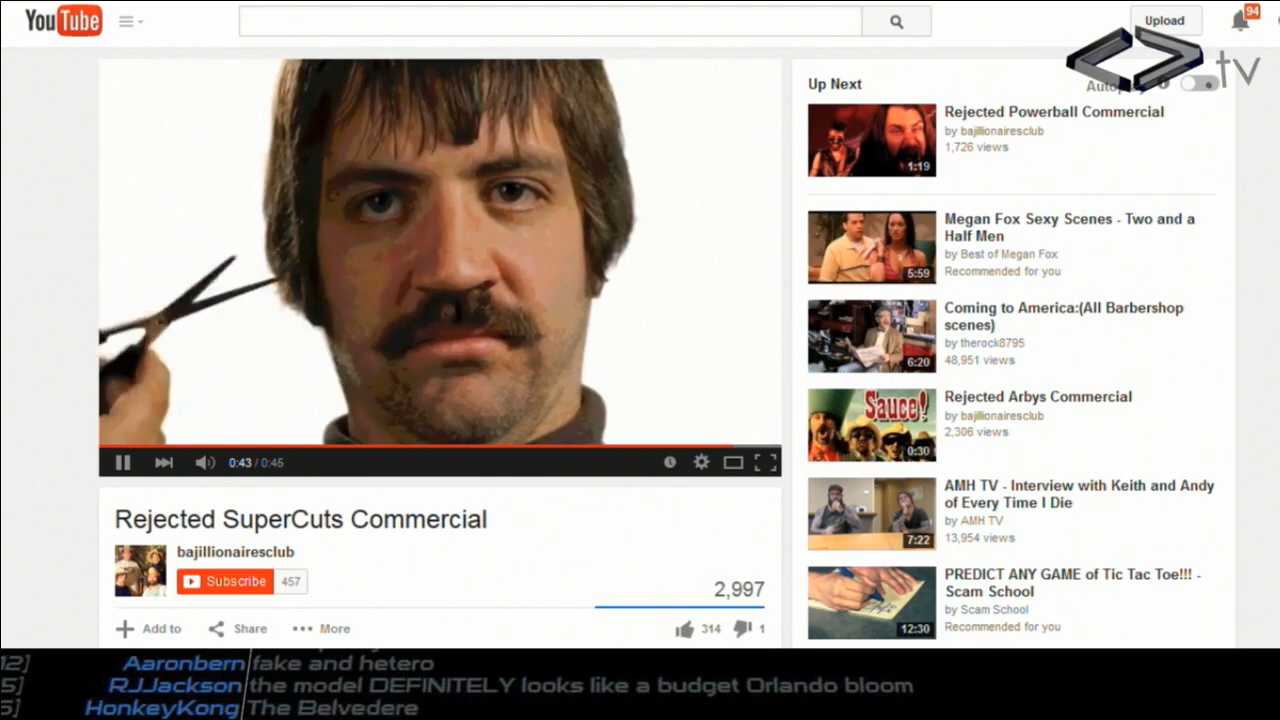 YouTube
Upload
94
tv
Up Next
Rejected Powerball Commercial
by bajillionairesclub
1,726 views
1:19
Megan Fox Sexy Scenes - Two and a
Half Men
by Best of Megan Fox
Recommended for you
5:59
Coming to America:(All Barbershop
scenes)
by therock8795
48,951 views
6:20
Rejected Arbys Commercial
by bajillionairesclub
2,306 views
Sauce!
0:30
AMH TV - Interview with Keith and Andy
of Every Time I Die
by AMH TV
13,954 views
7:22
PREDICT ANY GAME of Tic Tac Toe!!! -
Scam School
by Scam School
Recommended for you
12:30
0:43 / 0:45
Rejected SuperCuts Commercial
bajillionairesclub
Subscribe 457
2,997
Add to Share More 314 1
12] Aaronbern fake and hetero
5] RJJackson the model DEFINITELY looks like a budget Orlando bloom
5] HonkeyKong The Belvedere